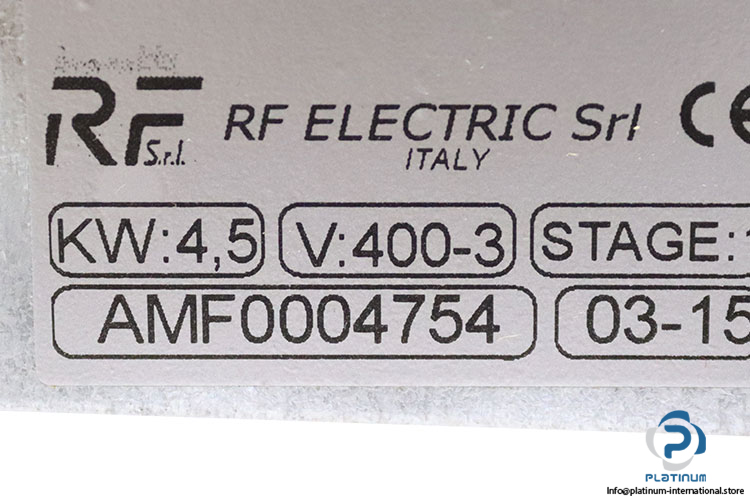 RF
S.r.l.
RF ELECTRIC Srl CE
ITALY
KW:4,5 V:400-3 STAGE:1
AMF0004754 03-15
PLATINUM
Info@platinum-international.store